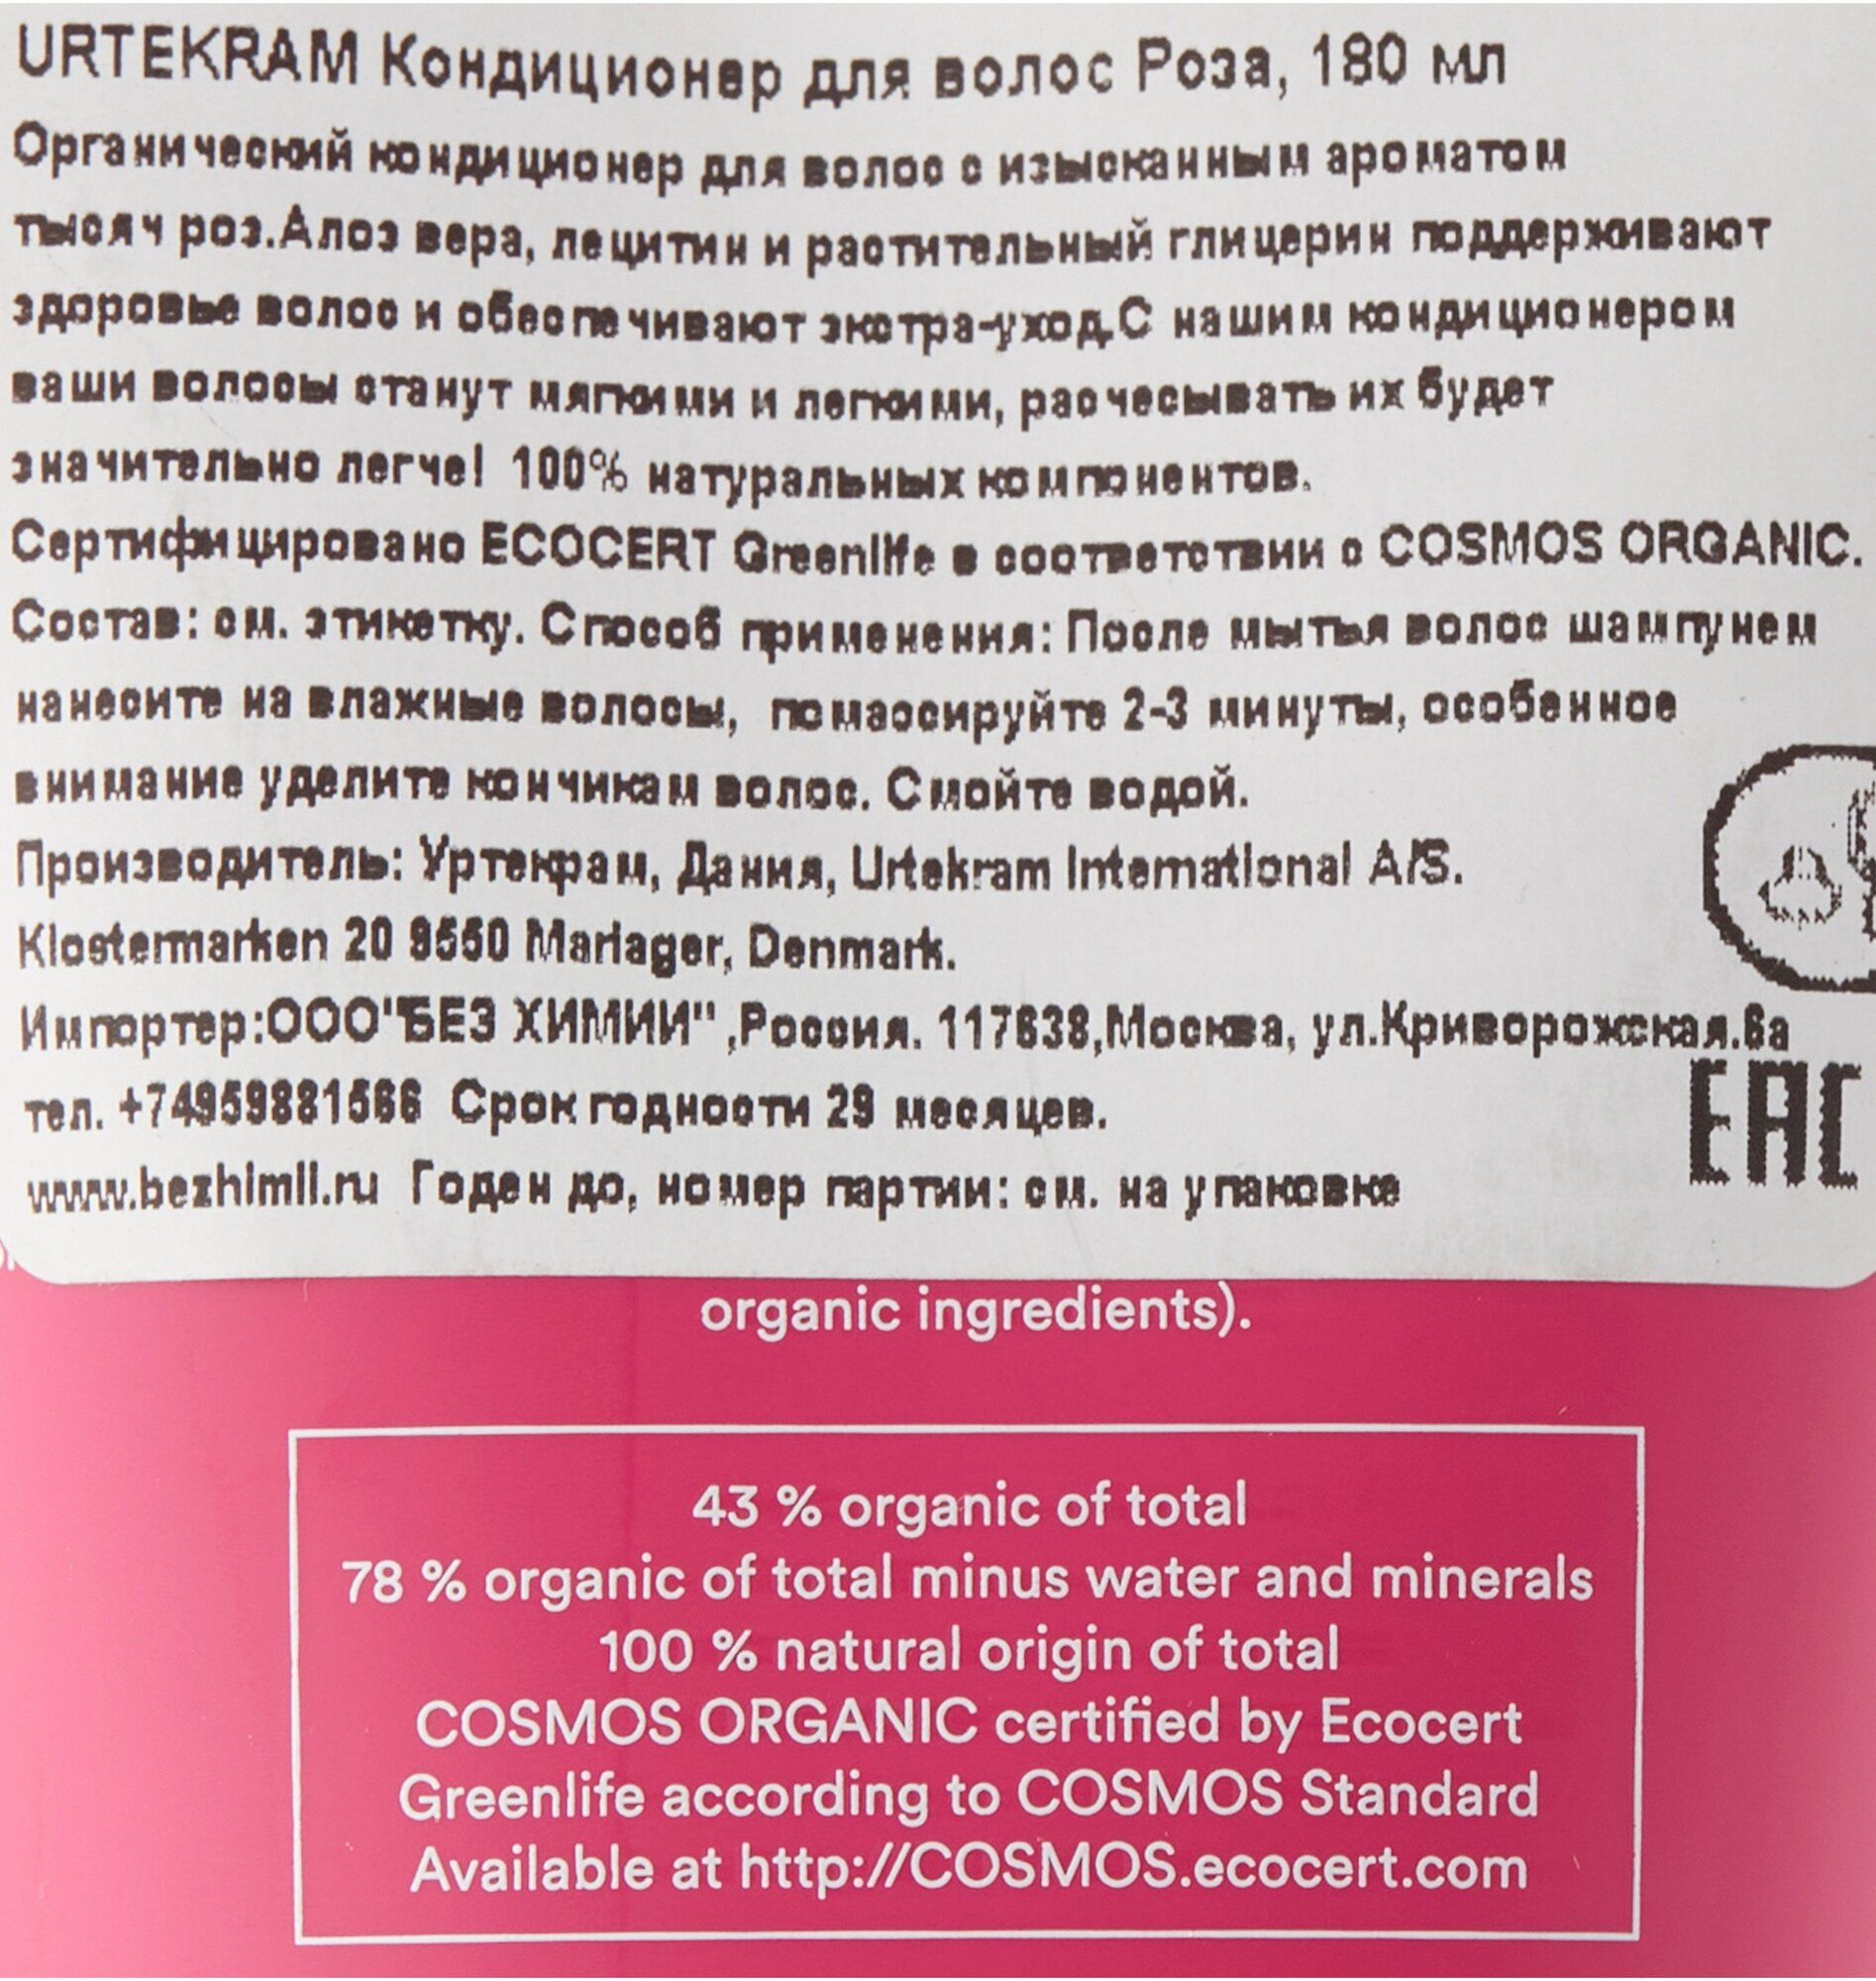 URTEKRAM Кондиционер для волос Роза, 180 мл
Органический кондиционер для волос с изысканным ароматом
тысяч роз.Алоэ вера, лецитин и растительный глицерин поддерживают
здоровье волос и обеспечивают экстра-уход.С нашим кондиционером
ваши волосы станут мягкими и легкими, расчесывать их будет
значительно легче! 100% натуральных компонентов.
Сертифицировано ECOCERT Greenlife в соответствии с COSMOS ORGANIC.
Состав: см. этикетку. Способ применения: После мытья волос шампунем
нанесите на влажные волосы, помассируйте 2-3 минуты, особенное
внимание уделите кончикам волос. Смойте водой.
Производитель: Уртекрам, Дания, Urtekram International A/S.
Klostermarken 20 9550 Mariager, Denmark.
Импортер:ООО"БЕЗ ХИМИИ",Россия. 117638,Москва, ул.Криворожская.6а
тел. +74959881566 Срок годности 29 месяцев.
www.bezhimii.ru Годен до, номер партии: см. на упаковке
EAC
organic ingredients).
43 % organic of total
78 % organic of total minus water and minerals
100 % natural origin of total
COSMOS ORGANIC certified by Ecocert
Greenlife according to COSMOS Standard
Available at http://COSMOS.ecocert.com